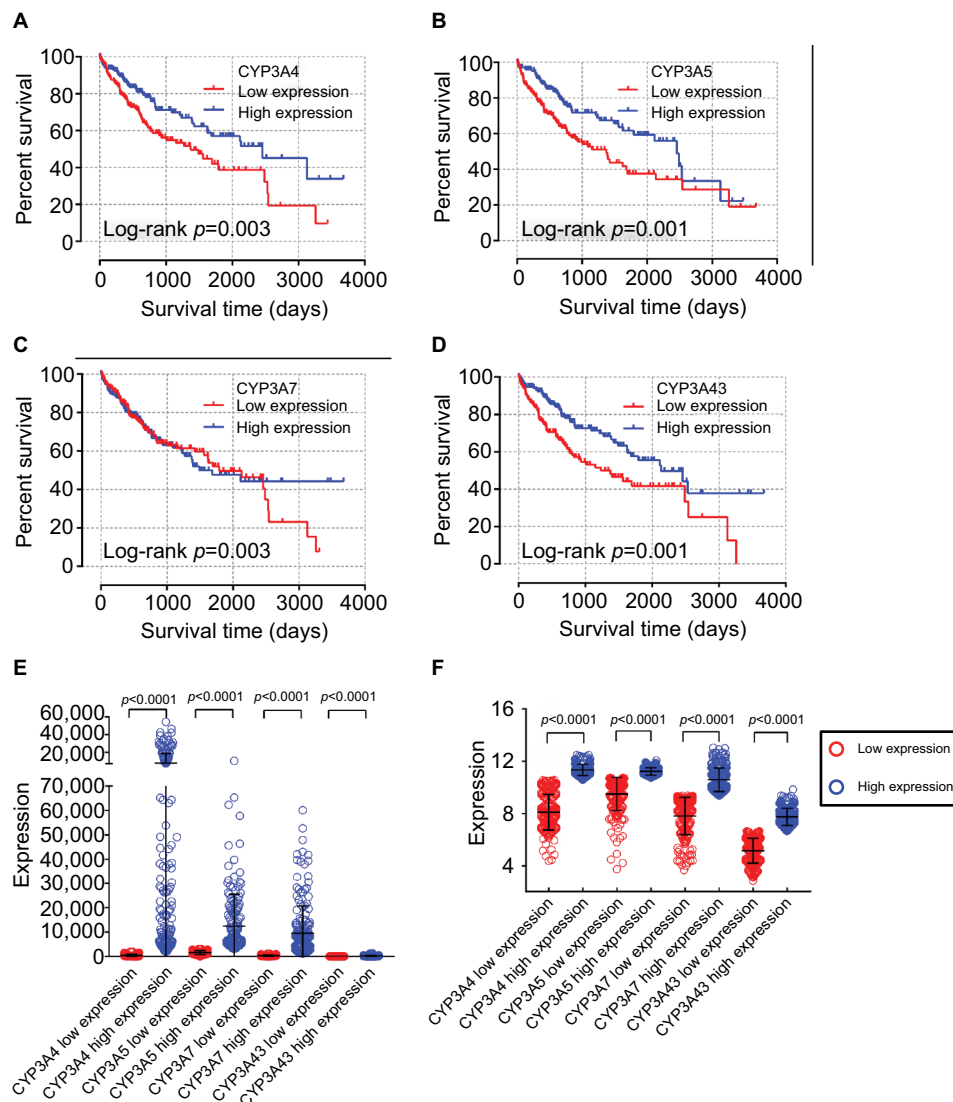 A
100
80
60
40
20
0
Percent survival
CYP3A4
Low expression
High expression
Log-rank p=0.003
0 1000 2000 3000 4000
Survival time (days)
B
100
80
60
40
20
0
Percent survival
CYP3A5
Low expression
High expression
Log-rank p=0.001
0 1000 2000 3000 4000
Survival time (days)
C
100
80
60
40
20
0
Percent survival
CYP3A7
Low expression
High expression
Log-rank p=0.003
0 1000 2000 3000 4000
Survival time (days)
D
100
80
60
40
20
0
Percent survival
CYP3A43
Low expression
High expression
Log-rank p=0.001
0 1000 2000 3000 4000
Survival time (days)
E
p<0.0001 p<0.0001 p<0.0001 p<0.0001
60,000
40,000
20,000
70,000
60,000
50,000
40,000
30,000
20,000
10,000
0
Expression
CYP3A4 low expression
CYP3A4 high expression
CYP3A5 low expression
CYP3A5 high expression
CYP3A7 low expression
CYP3A7 high expression
CYP3A43 low expression
CYP3A43 high expression
F
p<0.0001 p<0.0001 p<0.0001 p<0.0001
16
12
8
4
Expression
CYP3A4 low expression
CYP3A4 high expression
CYP3A5 low expression
CYP3A5 high expression
CYP3A7 low expression
CYP3A7 high expression
CYP3A43 low expression
CYP3A43 high expression
Low expression
High expression